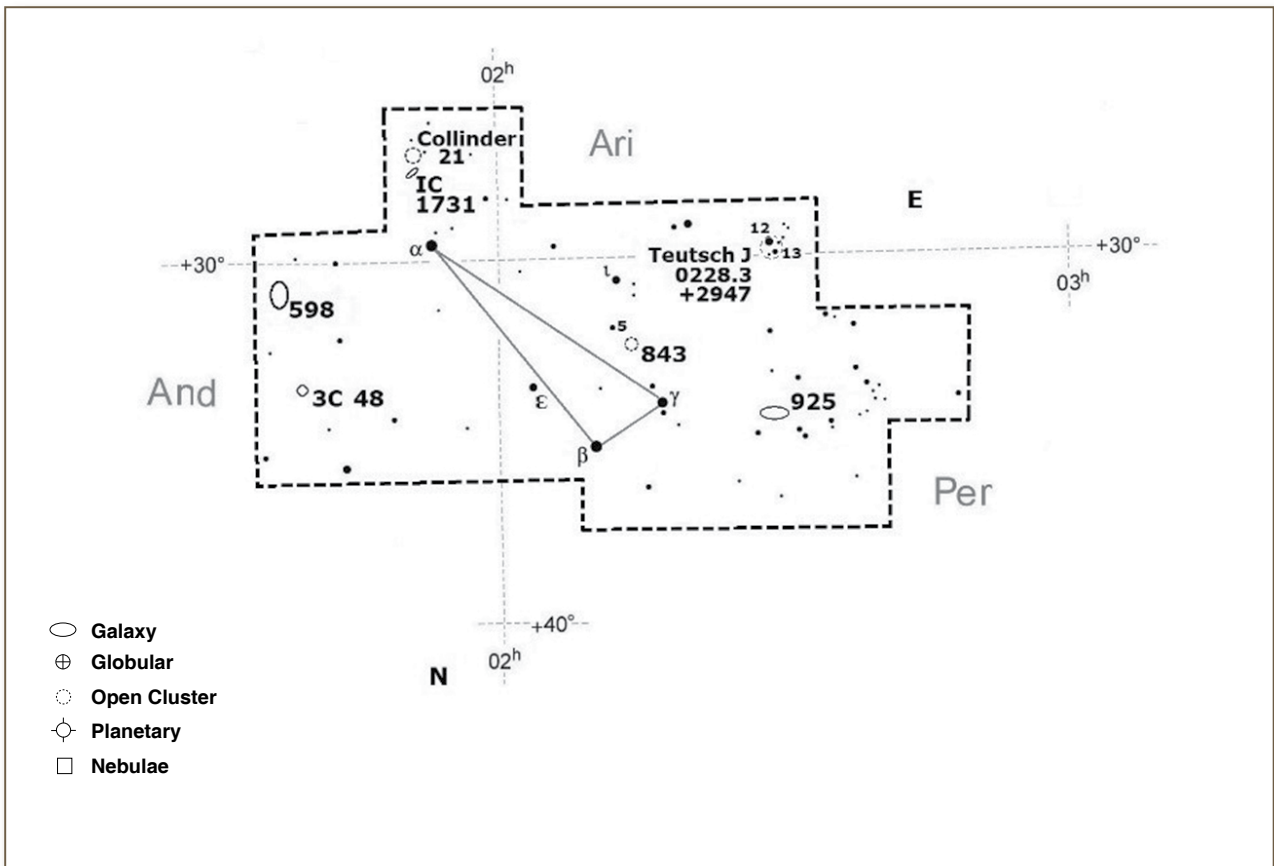 02h
Collinder
21
Ari
IC
1731
E
α
12
13
Teutsch J
0228.3
+2947
+30°
+30°
03h
ι
598
5
843
And
3C 48
ε
γ
925
β
Per
+40°
02h
N
Galaxy
Globular
Open Cluster
Planetary
Nebulae